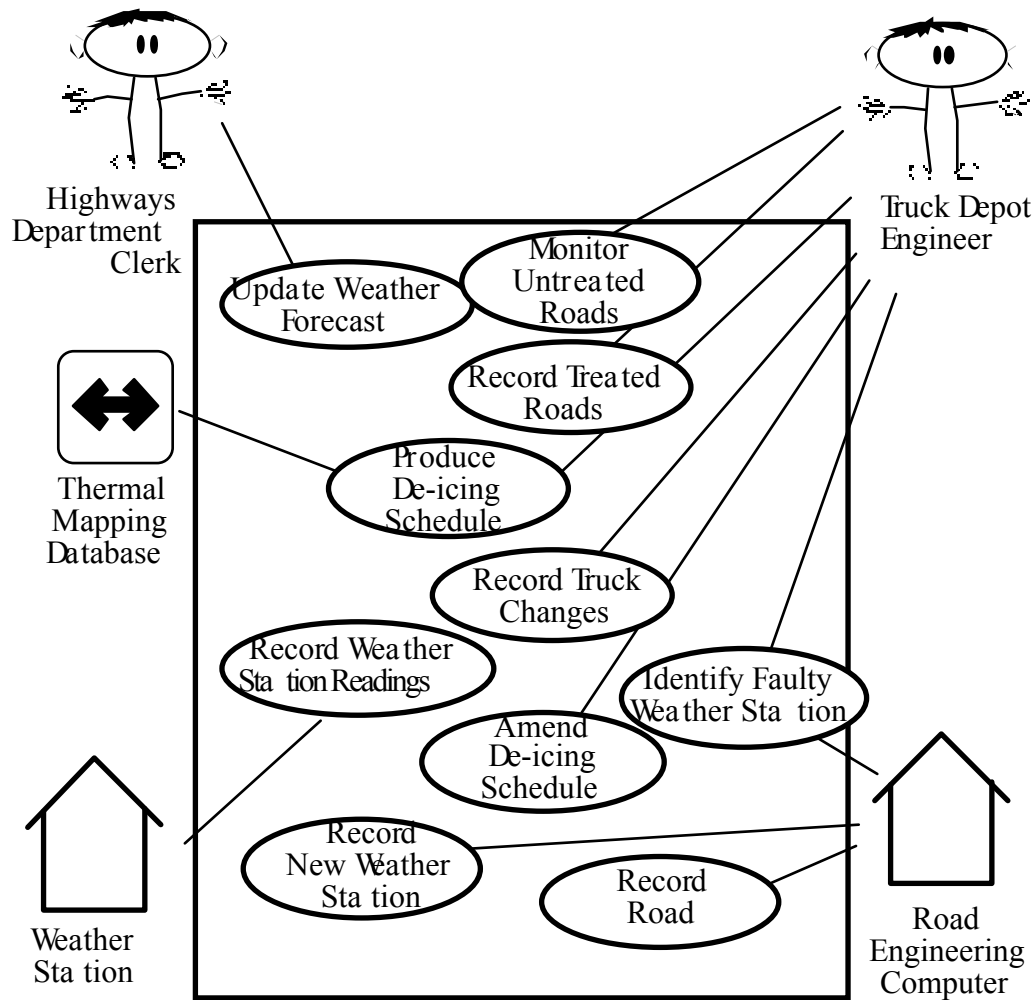 Highways
Department
Clerk
Truck Depot
Engineer
Monitor
Untreated
Roads
Update Weather
Forecast
Record Treated
Roads
Thermal
Mapping
Database
Produce
De-icing
Schedule
Record Truck
Changes
Record Weather
Station Readings
Identify Faulty
Weather Station
Amend
De-icing
Schedule
Record
New Weather
Station
Record
Road
Weather
Station
Road
Engineering
Computer